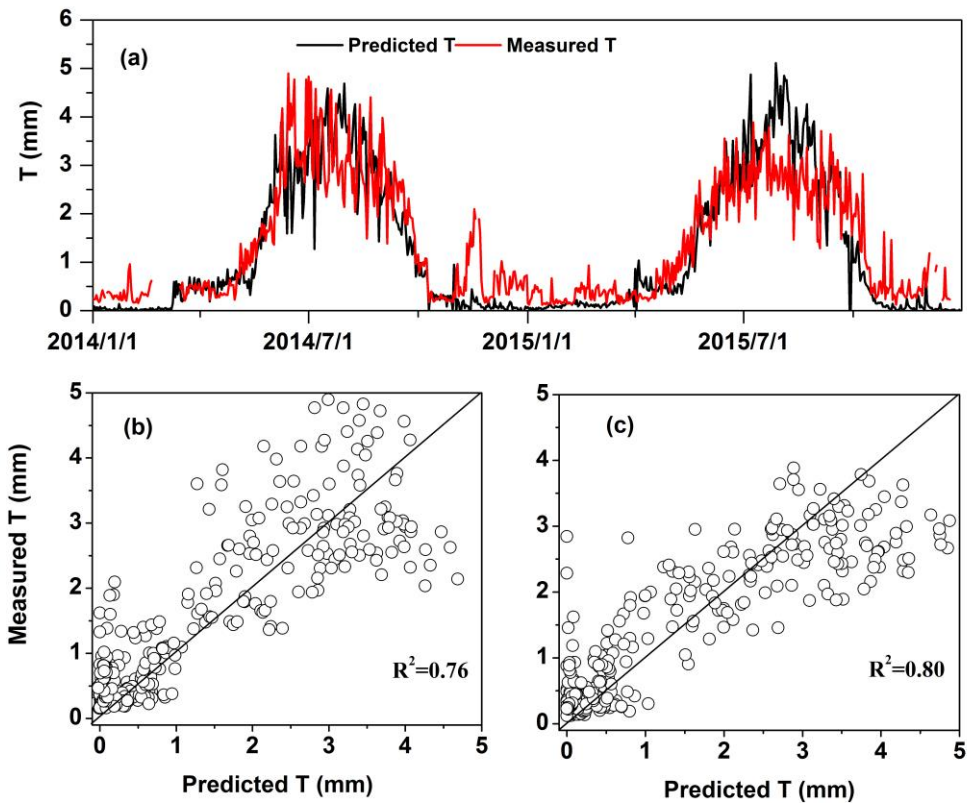 (a)
Predicted T Measured T
T (mm)
6
5
4
3
2
1
0
2014/1/1 2014/7/1 2015/1/1 2015/7/1
(b)
Measured T (mm)
5
4
3
2
1
0
R²=0.76
0 1 2 3 4 5
Predicted T (mm)
(c)
5
4
3
2
1
0
R²=0.80
0 1 2 3 4 5
Predicted T (mm)